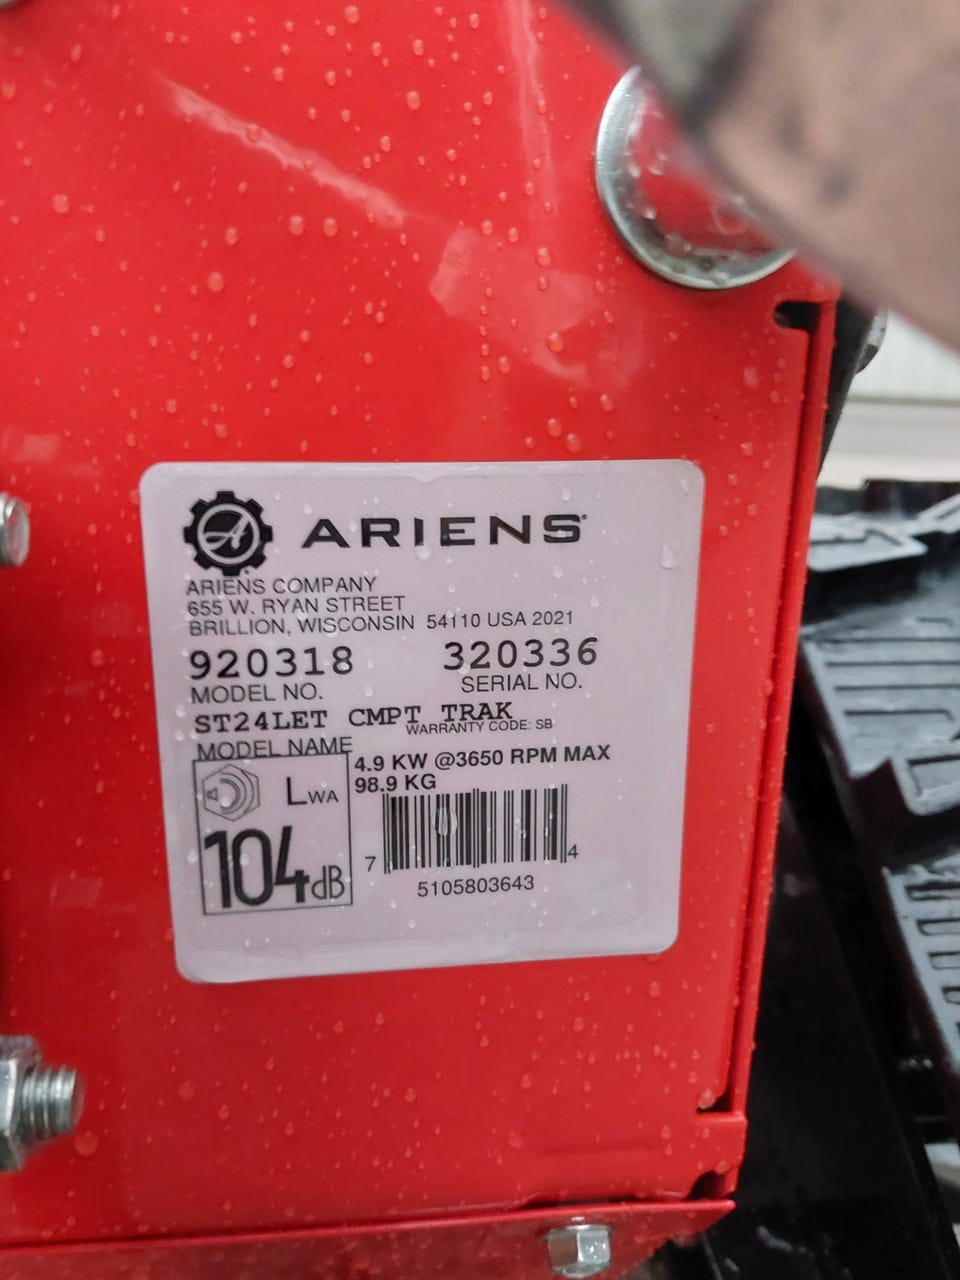 ARIENS
ARIENS COMPANY
655 W. RYAN STREET
BRILLION, WISCONSIN 54110 USA 2021
920318 320336
MODEL NO. SERIAL NO.
ST24LET CMPT TRAK
WARRANTY CODE: SB
MODEL NAME
4.9 KW @3650 RPM MAX
98.9 KG
LWA
104dB
7 4
5105803643